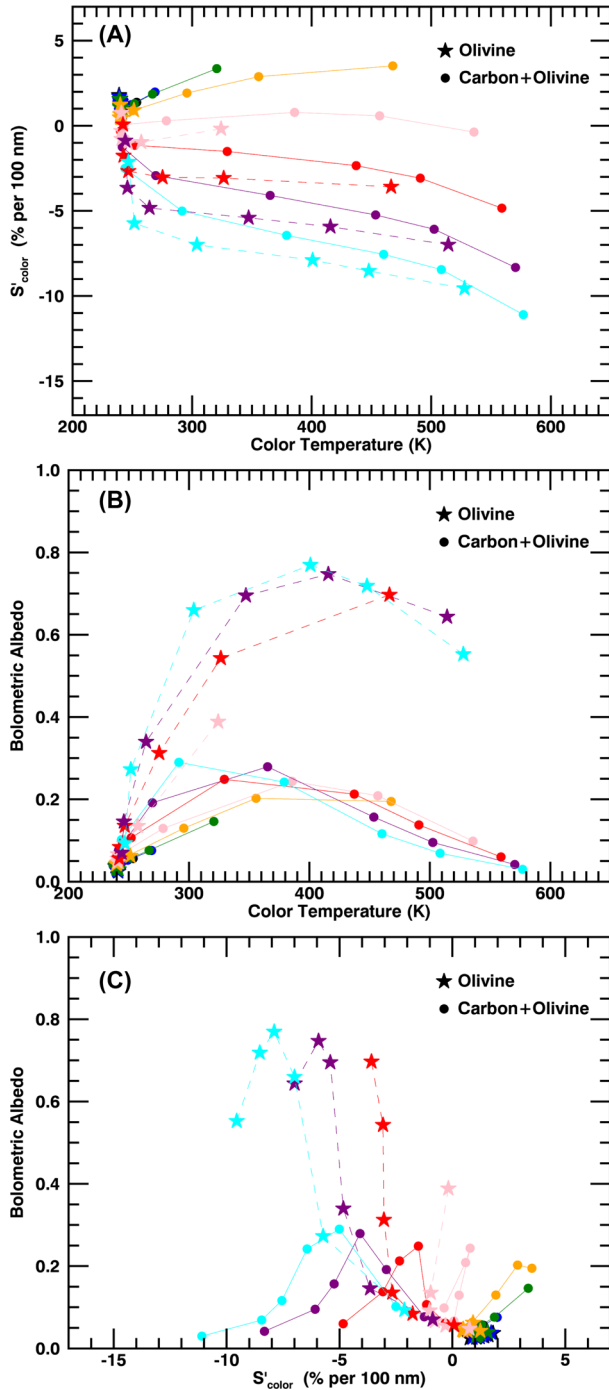 (A)
Olivine
Carbon+Olivine
5
0
-5
-10
-15
S'color (% per 100 nm)
200 300 400 500 600
Color Temperature (K)
1.0
(B)
Olivine
Carbon+Olivine
0.8
0.6
0.4
0.2
0.0
Bolometric Albedo
200 300 400 500 600
Color Temperature (K)
1.0
(C)
Olivine
Carbon+Olivine
0.8
0.6
0.4
0.2
0.0
Bolometric Albedo
-15 -10 -5 0 5
S'color (% per 100 nm)